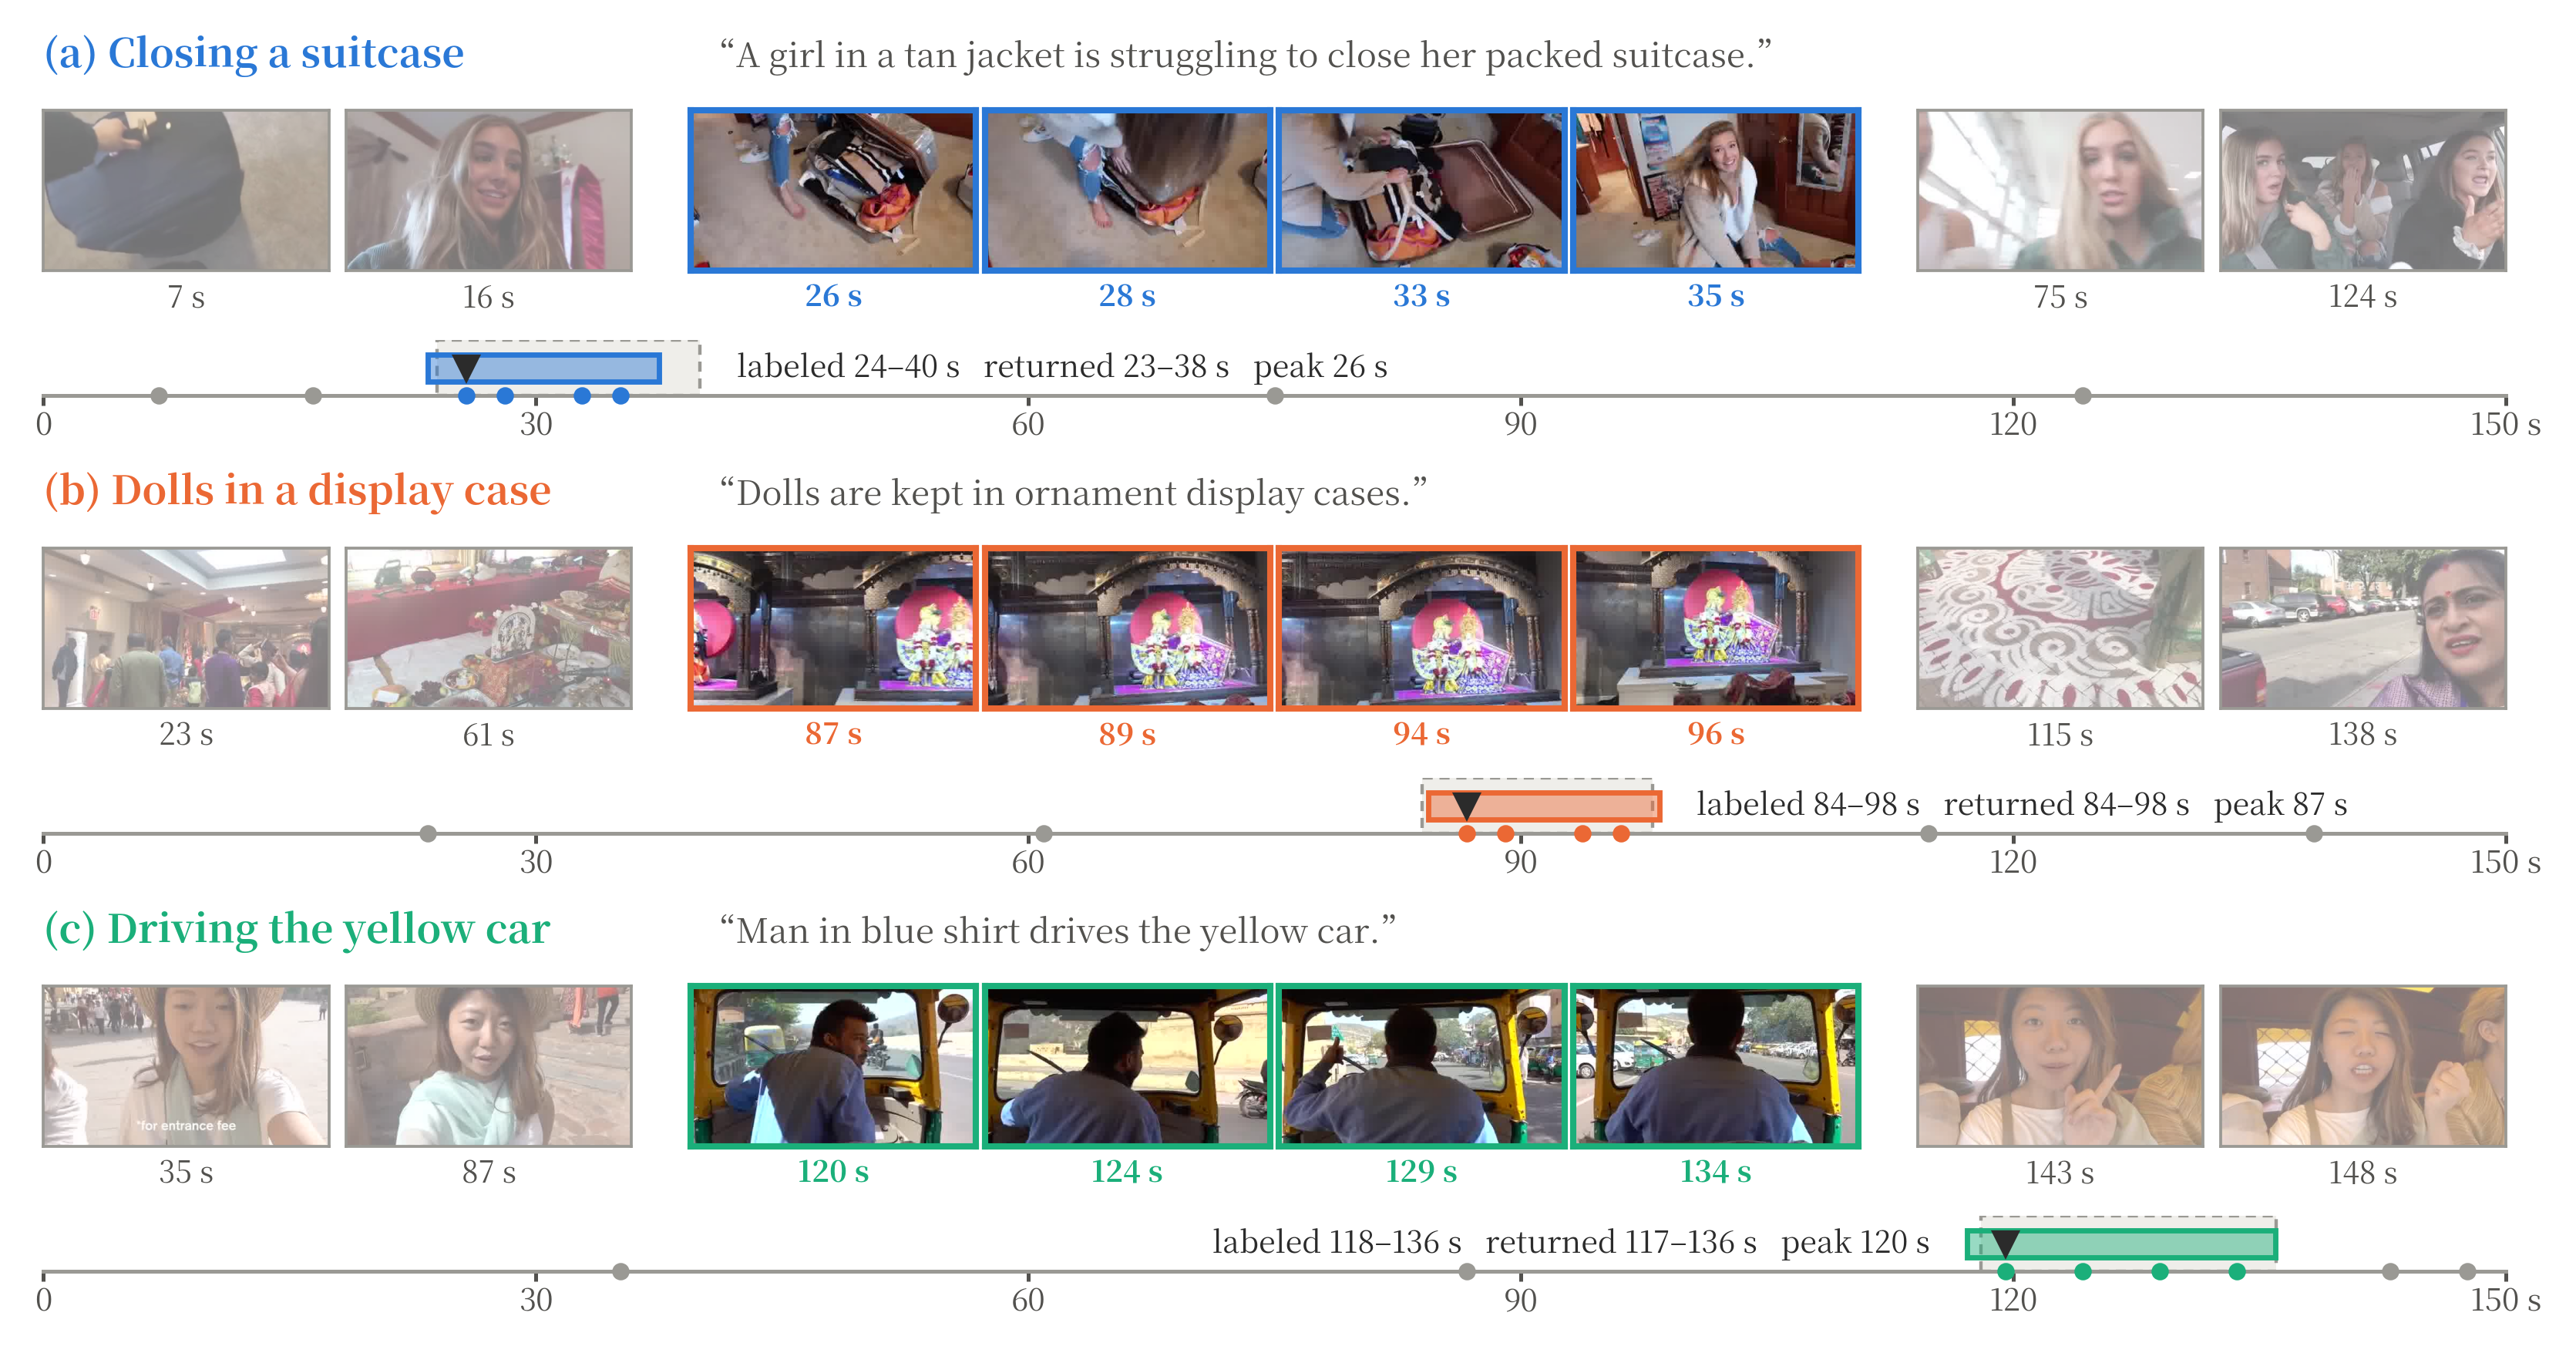 (a) Closing a suitcase
“A girl in a tan jacket is struggling to close her packed suitcase.”
7 s 16 s 26 s 28 s 33 s 35 s 75 s 124 s
labeled 24–40 s returned 23–38 s peak 26 s
0 30 60 90 120 150 s
(b) Dolls in a display case
“Dolls are kept in ornament display cases.”
23 s 61 s 87 s 89 s 94 s 96 s 115 s 138 s
labeled 84–98 s returned 84–98 s peak 87 s
0 30 60 90 120 150 s
(c) Driving the yellow car
“Man in blue shirt drives the yellow car.”
*for entrance fee
35 s 87 s 120 s 124 s 129 s 134 s 143 s 148 s
labeled 118–136 s returned 117–136 s peak 120 s
0 30 60 90 120 150 s